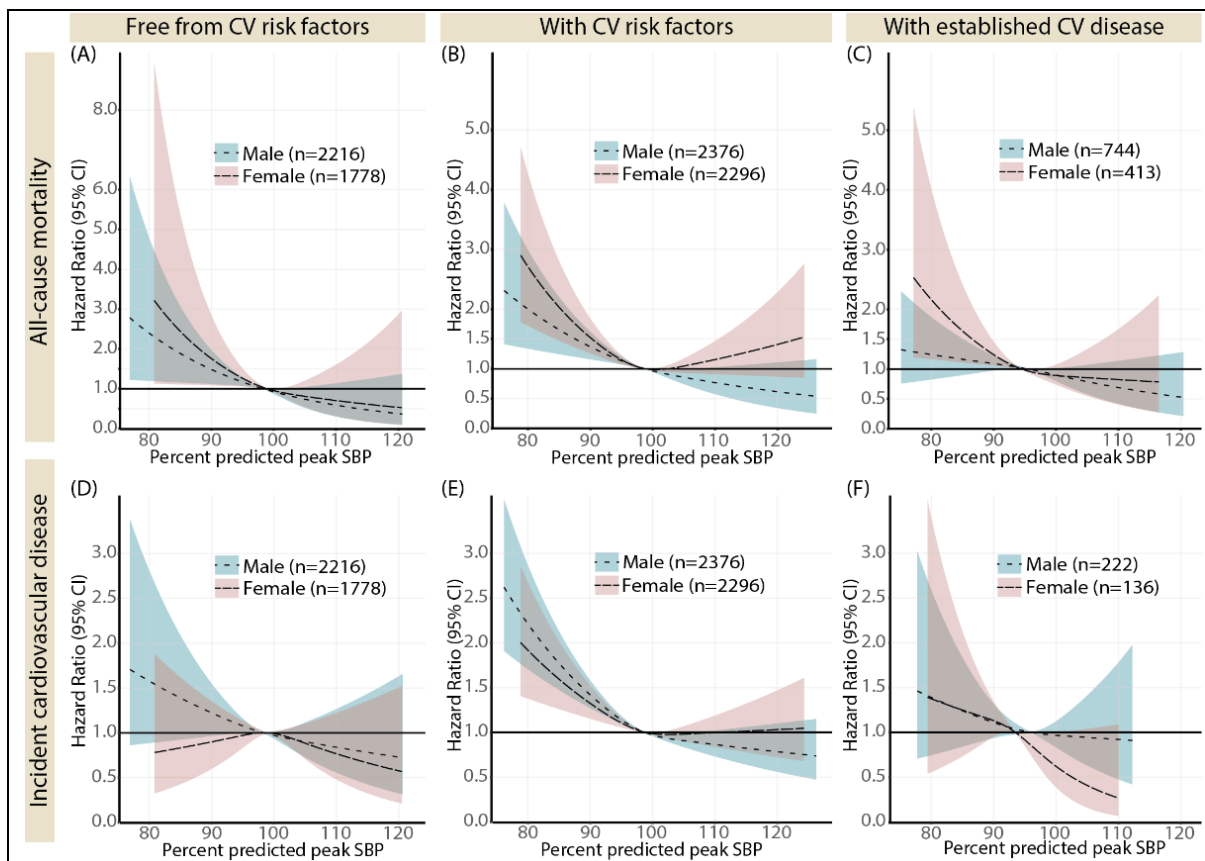 Free from CV risk factors
With CV risk factors
With established CV disease
All-cause mortality
(A)
Hazard Ratio (95% CI)
8.0
6.0
5.0
4.0
3.0
2.0
1.0
0.0
Male (n=2216)
Female (n=1778)
80 90 100 110 120
Percent predicted peak SBP
(B)
Hazard Ratio (95% CI)
5.0
4.0
3.0
2.0
1.5
1.0
0.5
0.0
Male (n=2376)
Female (n=2296)
80 90 100 110 120
Percent predicted peak SBP
(C)
Hazard Ratio (95% CI)
5.0
4.0
3.0
2.0
1.5
1.0
0.5
0.0
Male (n=744)
Female (n=413)
80 90 100 110 120
Percent predicted peak SBP
Incident cardiovascular disease
(D)
Hazard Ratio (95% CI)
3.0
2.5
2.0
1.5
1.0
0.5
0.0
Male (n=2216)
Female (n=1778)
80 90 100 110 120
Percent predicted peak SBP
(E)
Hazard Ratio (95% CI)
3.0
2.5
2.0
1.5
1.0
0.5
0.0
Male (n=2376)
Female (n=2296)
80 90 100 110 120
Percent predicted peak SBP
(F)
Hazard Ratio (95% CI)
3.0
2.5
2.0
1.5
1.0
0.5
0.0
Male (n=222)
Female (n=136)
80 90 100 110 120
Percent predicted peak SBP